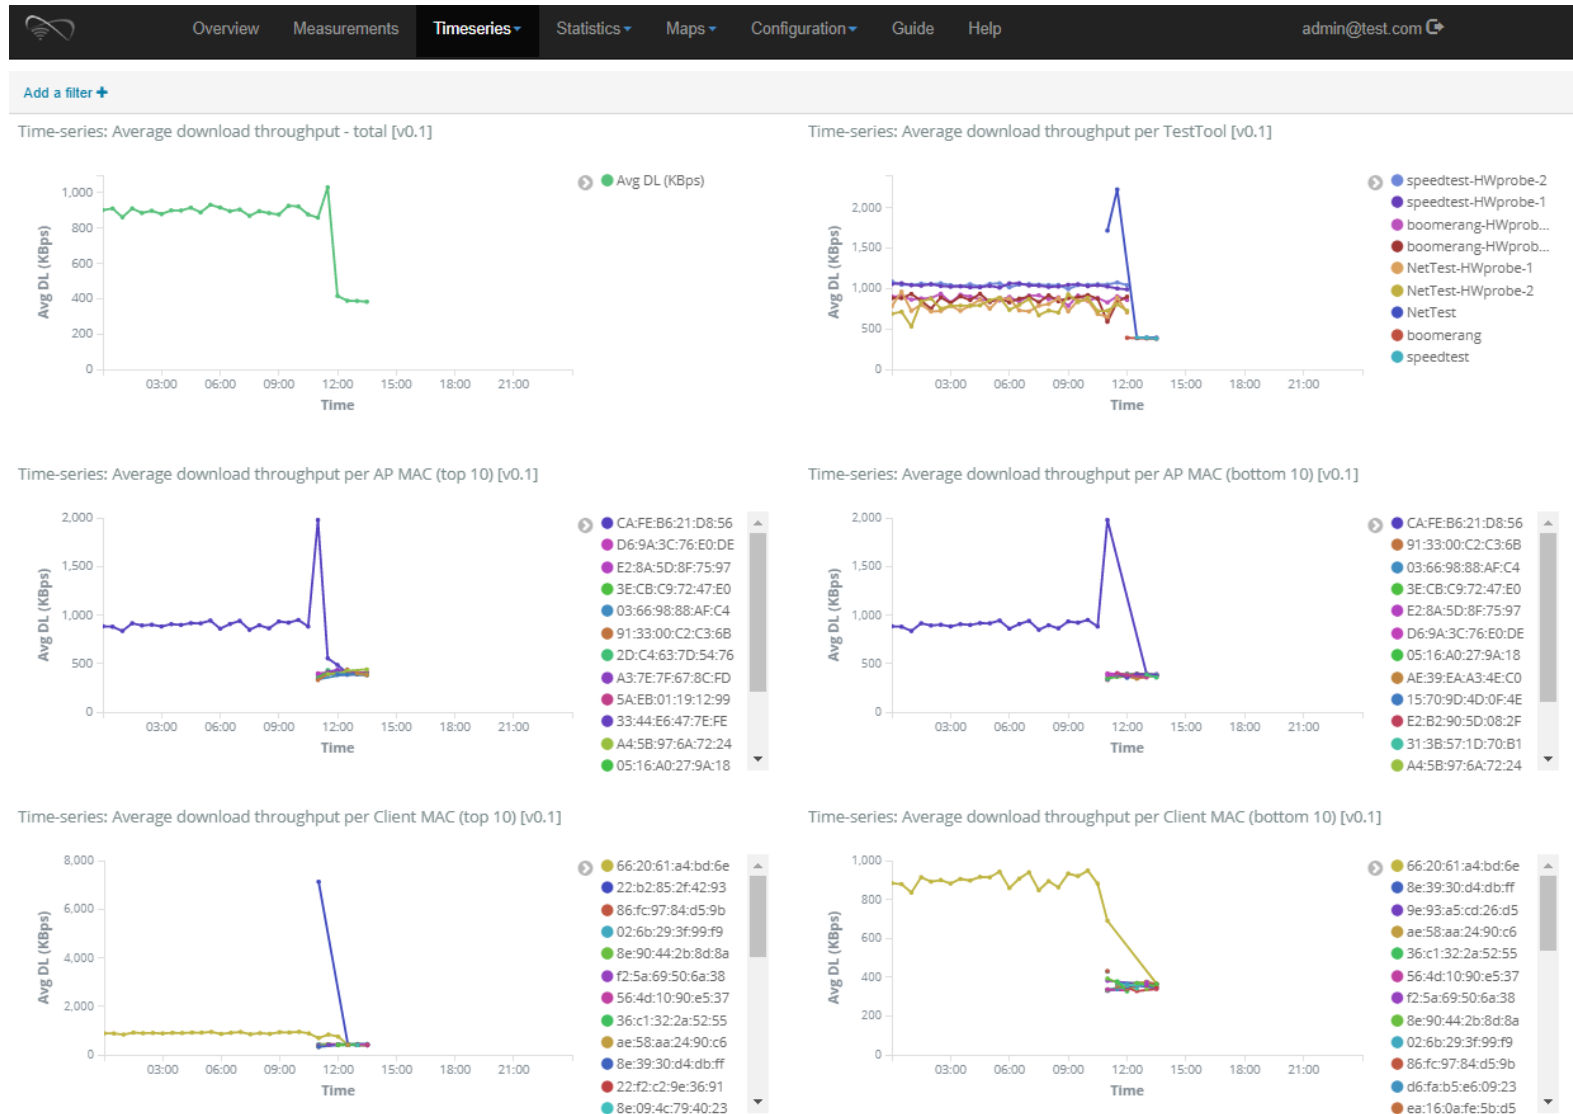 Overview Measurements Timeseries Statistics Maps Configuration Guide Help admin@test.com
Add a filter
Time-series: Average download throughput - total [v0.1]
Avg DL (KBps)
1,000
800
600
400
200
0
03:00 06:00 09:00 12:00 15:00 18:00 21:00
Time
Avg DL (KBps)
Time-series: Average download throughput per TestTool [v0.1]
Avg DL (KBps)
2,000
1,500
1,000
500
0
03:00 06:00 09:00 12:00 15:00 18:00 21:00
Time
speedtest-HWprobe-2
speedtest-HWprobe-1
boomerang-HWprob...
boomerang-HWprob...
NetTest-HWprobe-1
NetTest-HWprobe-2
NetTest
boomerang
speedtest
Time-series: Average download throughput per AP MAC (top 10) [v0.1]
Avg DL (KBps)
2,000
1,500
1,000
500
0
03:00 06:00 09:00 12:00 15:00 18:00 21:00
Time
CA:FE:B6:21:D8:56
D6:9A:3C:76:E0:DE
E2:8A:5D:8F:75:97
3E:CB:C9:72:47:E0
03:66:98:88:AF:C4
91:33:00:C2:C3:6B
2D:C4:63:7D:54:76
A3:7E:7F:67:8C:FD
5A:EB:01:19:12:99
33:44:E6:47:7E:FE
A4:5B:97:6A:72:24
05:16:A0:27:9A:18
Time-series: Average download throughput per AP MAC (bottom 10) [v0.1]
Avg DL (KBps)
2,000
1,500
1,000
500
0
03:00 06:00 09:00 12:00 15:00 18:00 21:00
Time
CA:FE:B6:21:D8:56
91:33:00:C2:C3:6B
03:66:98:88:AF:C4
3E:CB:C9:72:47:E0
E2:8A:5D:8F:75:97
D6:9A:3C:76:E0:DE
05:16:A0:27:9A:18
AE:39:EA:A3:4E:C0
15:70:9D:4D:0F:4E
E2:B2:90:5D:08:2F
31:3B:57:1D:70:B1
A4:5B:97:6A:72:24
Time-series: Average download throughput per Client MAC (top 10) [v0.1]
Avg DL (KBps)
8,000
6,000
4,000
2,000
0
03:00 06:00 09:00 12:00 15:00 18:00 21:00
Time
66:20:61:a4:bd:6e
22:b2:85:2f:42:93
86:fc:97:84:d5:9b
02:6b:29:3f:99:f9
8e:90:44:2b:8d:8a
f2:5a:69:50:6a:38
56:4d:10:90:e5:37
36:c1:32:2a:52:55
ae:58:aa:24:90:c6
8e:39:30:d4:db:ff
22:f2:c2:9e:36:91
8e:09:4c:79:40:23
Time-series: Average download throughput per Client MAC (bottom 10) [v0.1]
Avg DL (KBps)
1,000
800
600
400
200
0
03:00 06:00 09:00 12:00 15:00 18:00 21:00
Time
66:20:61:a4:bd:6e
8e:39:30:d4:db:ff
9e:93:a5:cd:26:d5
ae:58:aa:24:90:c6
36:c1:32:2a:52:55
56:4d:10:90:e5:37
f2:5a:69:50:6a:38
8e:90:44:2b:8d:8a
02:6b:29:3f:99:f9
86:fc:97:84:d5:9b
d6:fa:b5:e6:09:23
ea:16:0a:fe:5b:d5